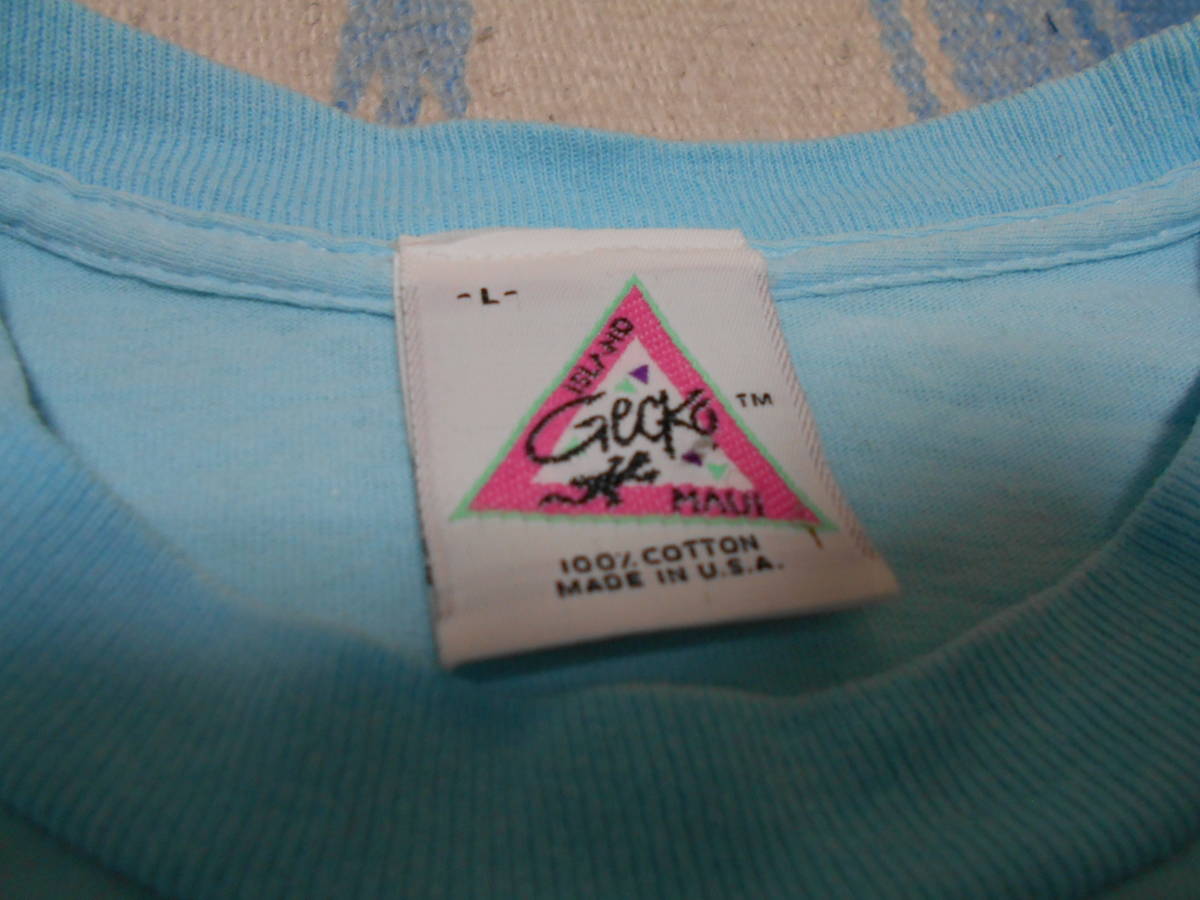 -L-
ISLAND
Gecko
TM
MAUI
100% COTTON
MADE IN U.S.A.